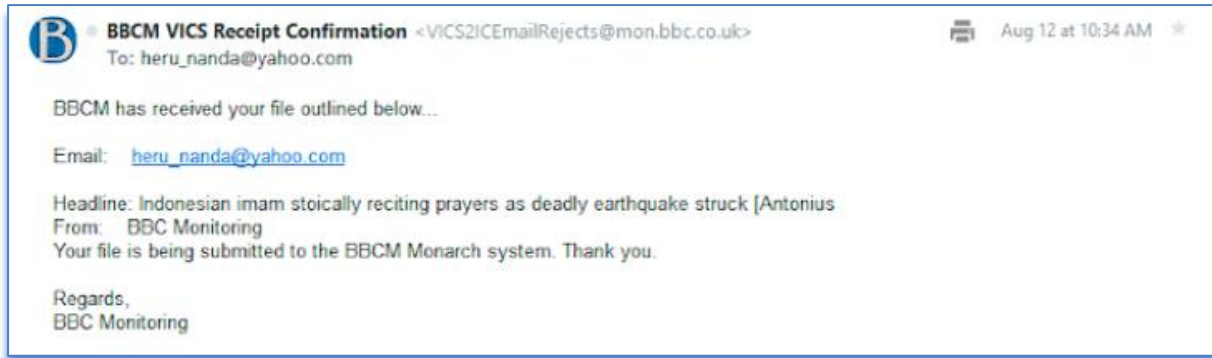 B
BBCM VICS Receipt Confirmation <VICS2ICEmailRejects@mon.bbc.co.uk> Aug 12 at 10:34 AM
To: heru_nanda@yahoo.com
BBCM has received your file outlined below...
Email: heru_nanda@yahoo.com
Headline: Indonesian imam stoically reciting prayers as deadly earthquake struck [Antonius
From: BBC Monitoring
Your file is being submitted to the BBCM Monarch system. Thank you.
Regards,
BBC Monitoring